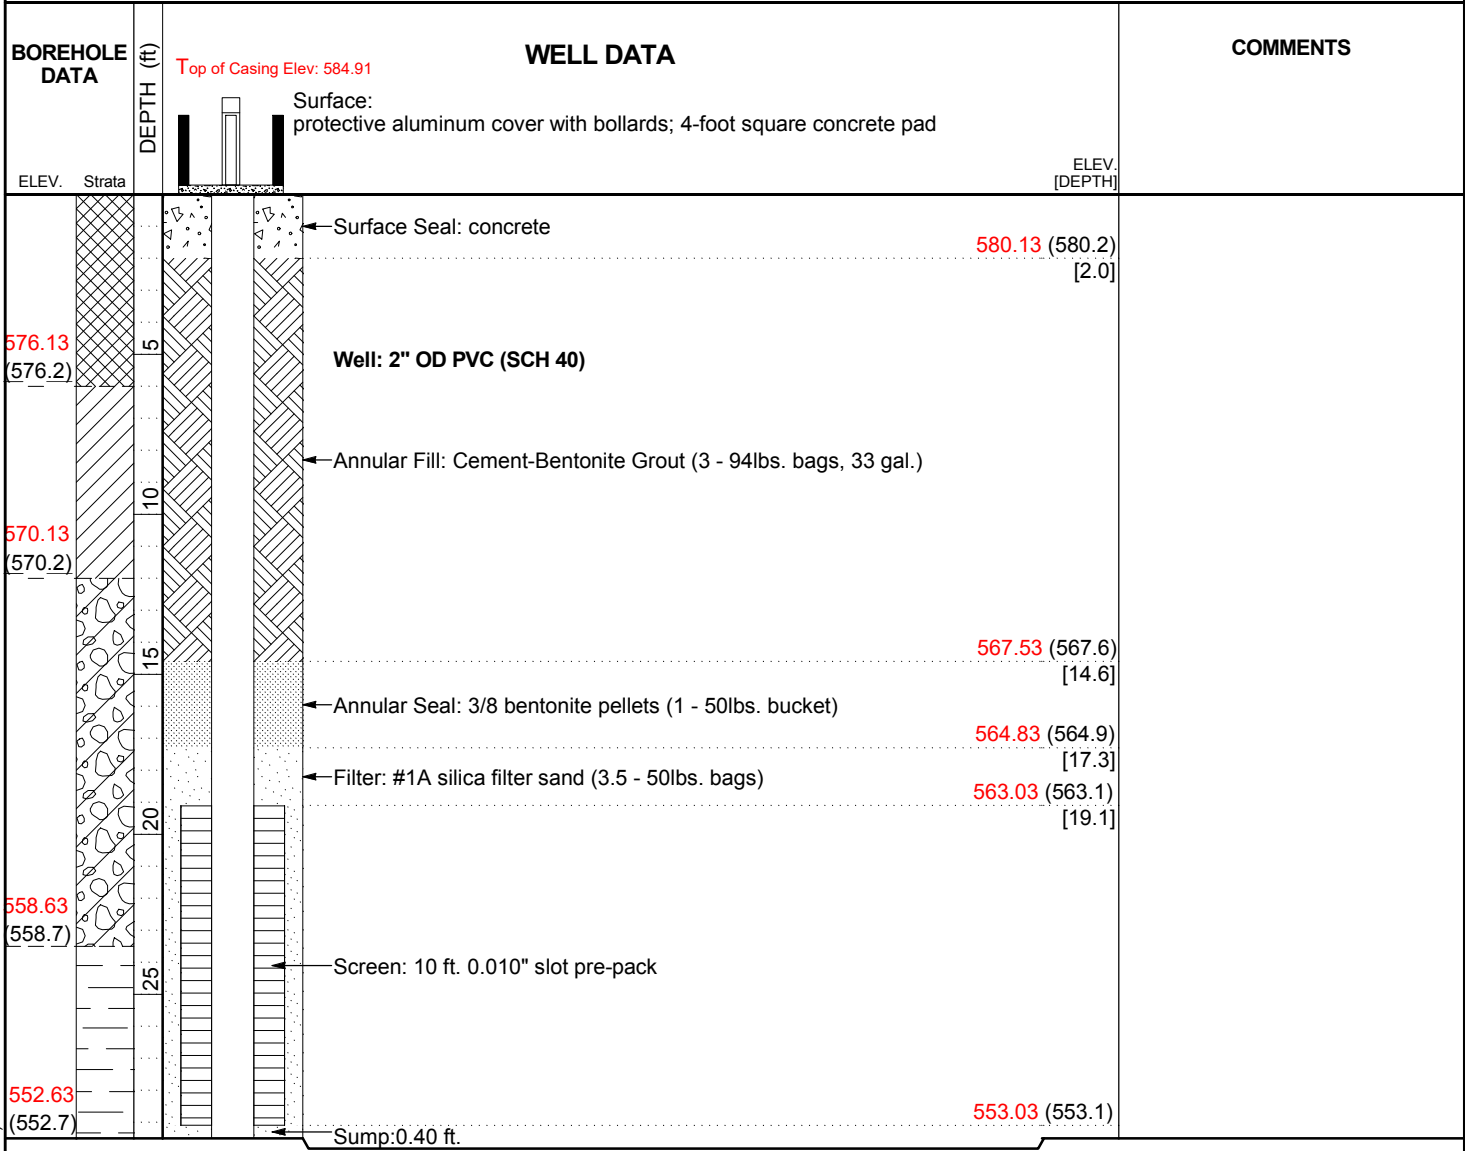 BOREHOLE
DATA
DEPTH (ft)
ELEV. Strata
WELL DATA
Top of Casing Elev: 584.91
Surface:
protective aluminum cover with bollards; 4-foot square concrete pad
ELEV.
[DEPTH]
COMMENTS
Surface Seal: concrete
580.13 (580.2)
[2.0]
576.13
(576.2)
5
Well: 2" OD PVC (SCH 40)
Annular Fill: Cement-Bentonite Grout (3 - 94lbs. bags, 33 gal.)
10
570.13
(570.2)
567.53 (567.6)
15
[14.6]
Annular Seal: 3/8 bentonite pellets (1 - 50lbs. bucket)
564.83 (564.9)
[17.3]
Filter: #1A silica filter sand (3.5 - 50lbs. bags)
563.03 (563.1)
20
[19.1]
558.63
(558.7)
Screen: 10 ft. 0.010" slot pre-pack
25
552.63
(552.7)
553.03 (553.1)
Sump:0.40 ft.